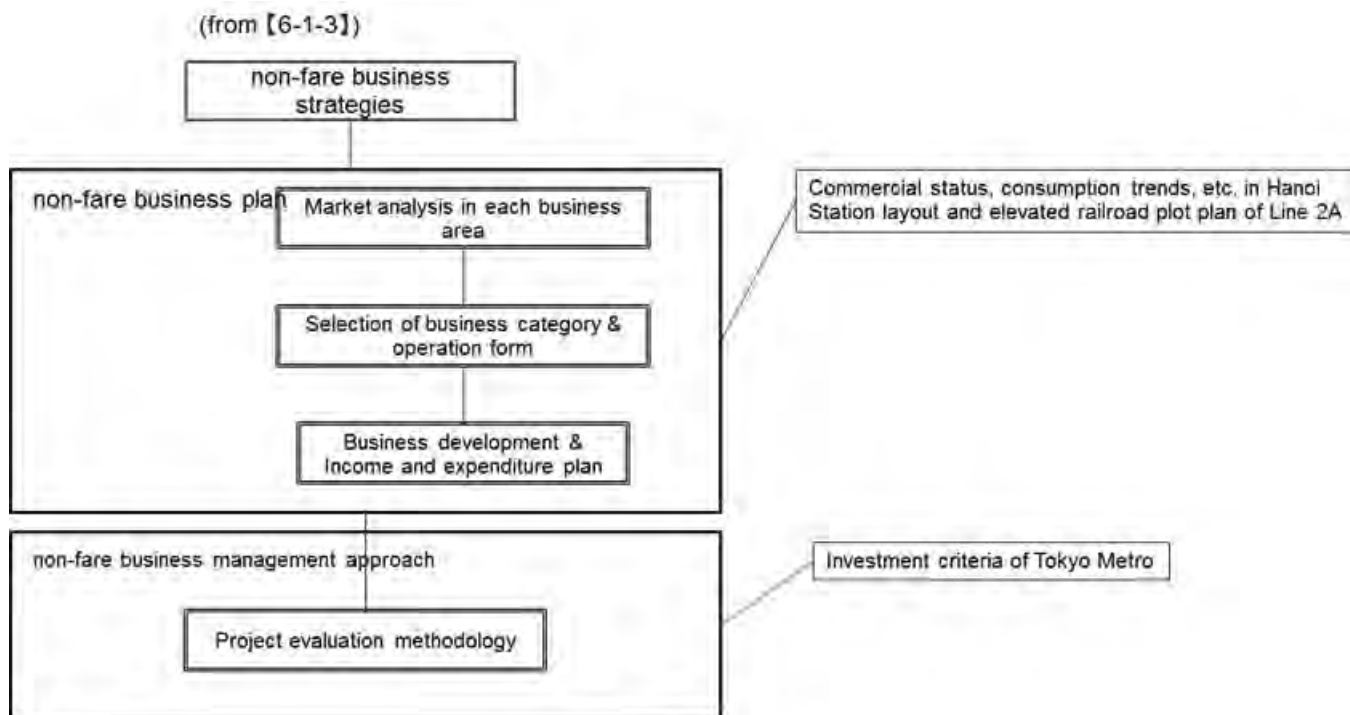 (from【6-1-3】)
non-fare business
strategies
non-fare business plan
Market analysis in each business
area
Selection of business category &
operation form
Business development &
Income and expenditure plan
Commercial status, consumption trends, etc. in Hanoi
Station layout and elevated railroad plot plan of Line 2A
non-fare business management approach
Project evaluation methodology
Investment criteria of Tokyo Metro